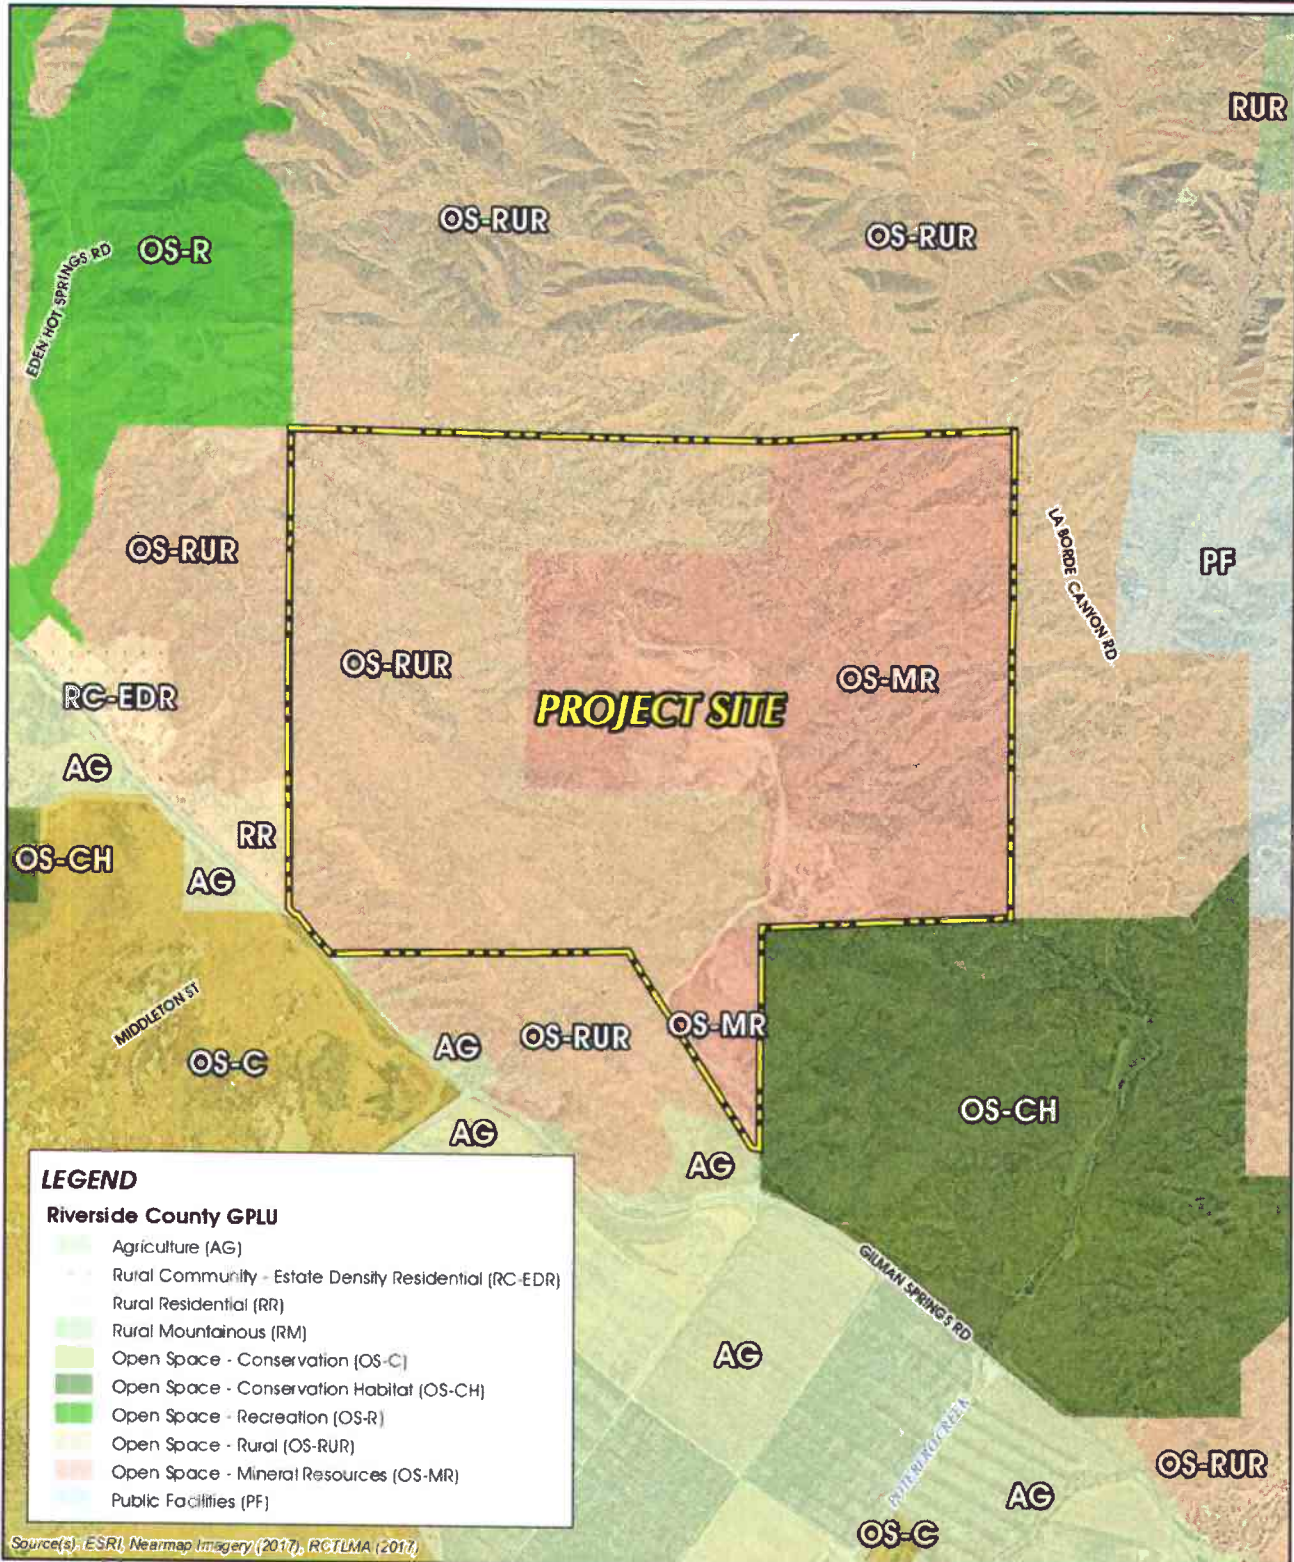 RUR
OS-RUR
OS-RUR
OS-R
EDEN HOT SPRINGS RD
OS-RUR
LA BORDE CANYON RD
PF
OS-RUR
OS-MR
PROJECT SITE
RC-EDR
AG
RR
OS-CH
AG
MIDDLETON ST
OS-C
AG
OS-RUR
OS-MR
OS-CH
AG
AG
GILMAN SPRINGS RD
AG
POTRERO CREEK
OS-RUR
AG
OS-C
LEGEND
Riverside County GPLU
Agriculture (AG)
Rural Community - Estate Density Residential (RC-EDR)
Rural Residential (RR)
Rural Mountainous (RM)
Open Space - Conservation (OS-C)
Open Space - Conservation Habitat (OS-CH)
Open Space - Recreation (OS-R)
Open Space - Rural (OS-RUR)
Open Space - Mineral Resources (OS-MR)
Public Facilities (PF)
Source(s): ESRI, Nearmap Imagery (2017), RCTLMA (2017)